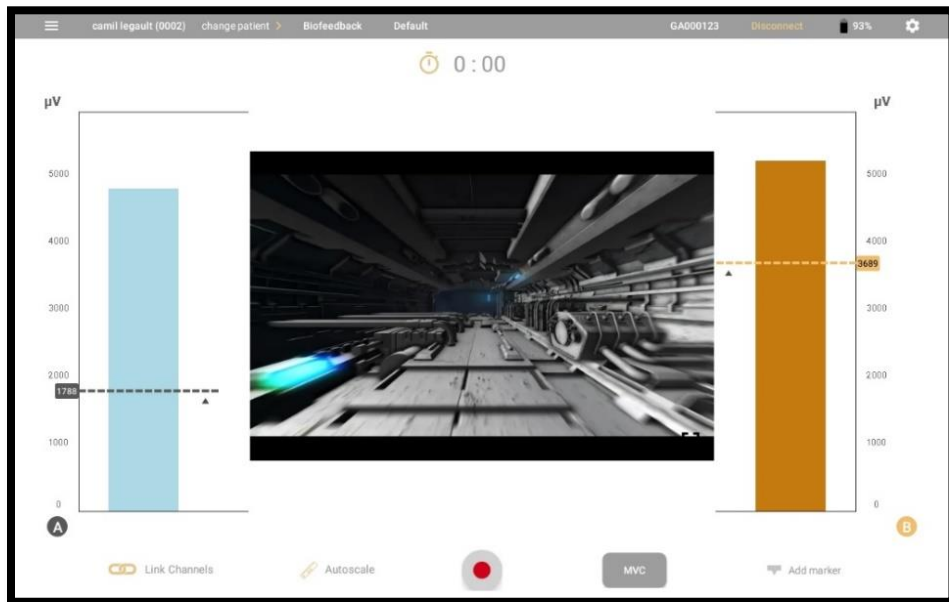 camil legault (0002) change patient > Biofeedback Default GA000123 Disconnect 93%
0 : 00
µV µV
5000 5000
4000 4000
3689
3000 3000
2000 2000
1788
1000 1000
0 0
A B
Link Channels Autoscale MVC Add marker